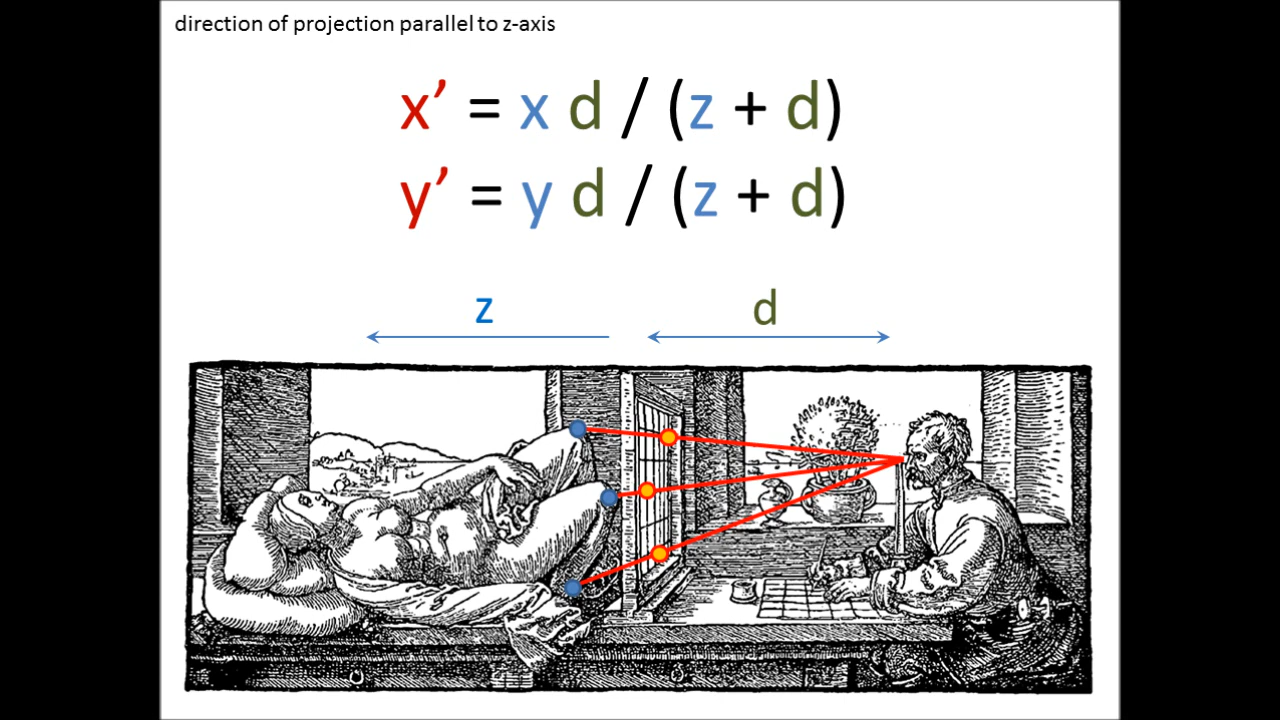 direction of projection parallel to z-axis
x’ = x d / (z + d)
y’ = y d / (z + d)
z d